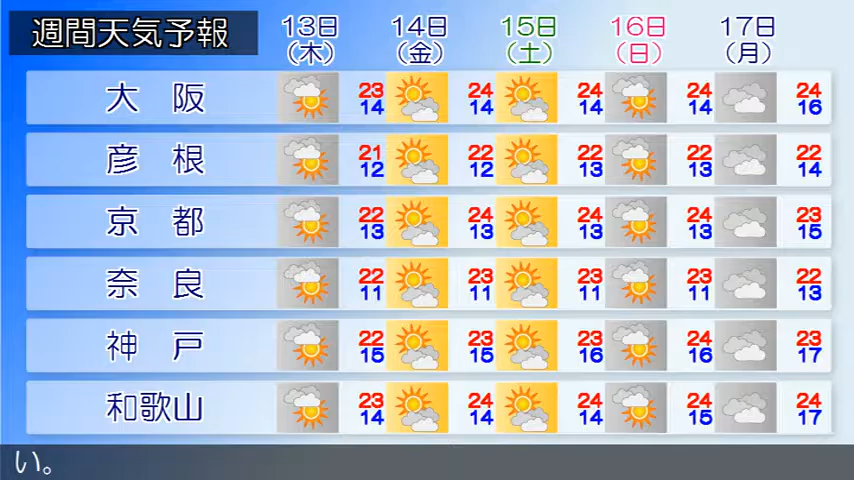 週間天気予報 13日 14日 15日 16日 17日
(木) (金) (土) (日) (月)
大阪 23 24 24 24 24
14 14 14 14 16
彦根 21 22 22 22 22
12 12 13 13 14
京都 22 24 24 24 23
13 13 13 13 15
奈良 22 23 23 23 22
11 11 11 11 13
神戸 22 23 23 24 23
15 15 16 16 17
和歌山 23 24 24 24 24
14 14 14 15 17
い。